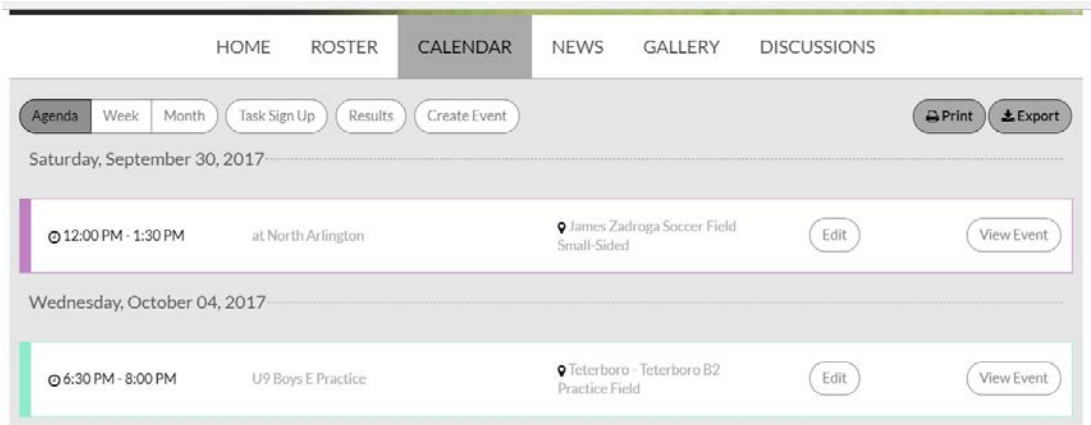 HOME ROSTER CALENDAR NEWS GALLERY DISCUSSIONS
Agenda Week Month Task Sign Up Results Create Event Print Export
Saturday, September 30, 2017
12:00 PM - 1:30 PM at North Arlington James Zadroga Soccer Field Edit View Event
Small-Sided
Wednesday, October 04, 2017
6:30 PM - 8:00 PM U9 Boys E Practice Teterboro - Teterboro B2 Edit View Event
Practice Field